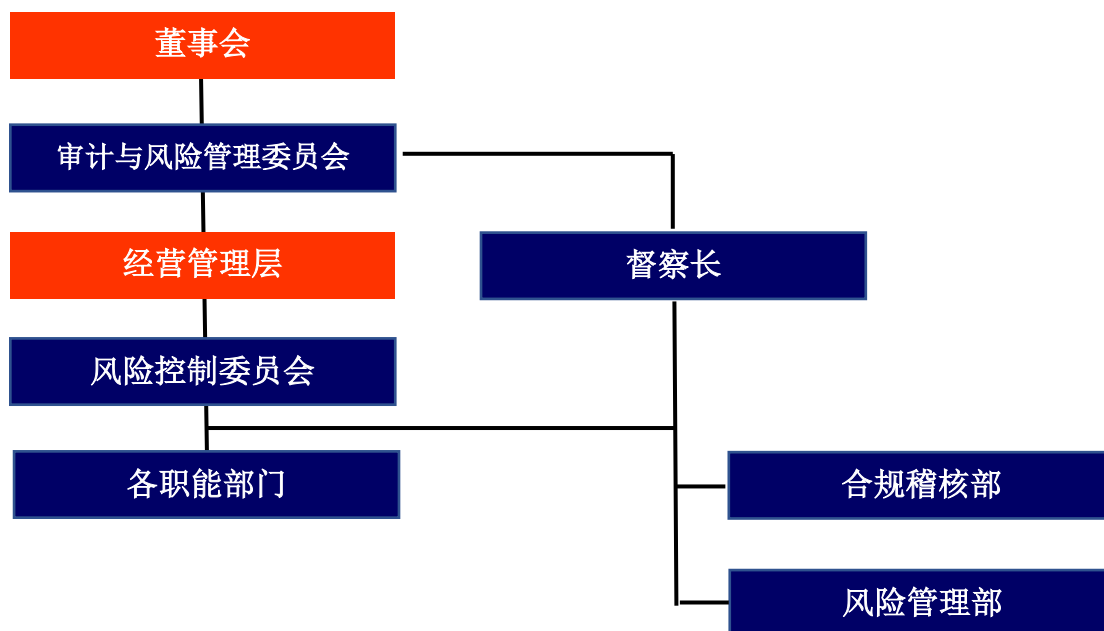 董事会
审计与风险管理委员会
经营管理层
督察长
风险控制委员会
各职能部门
合规稽核部
风险管理部